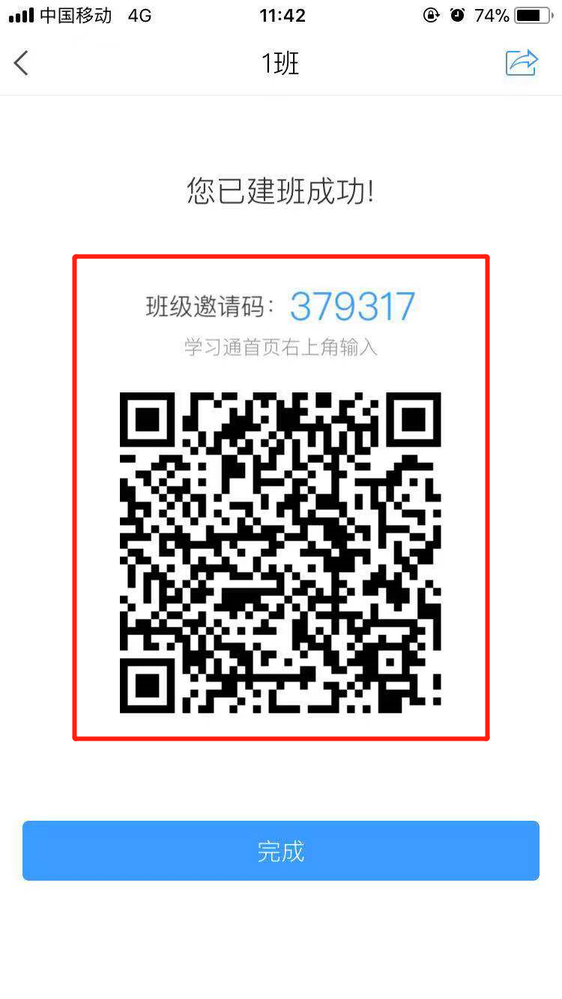 中国移动 4G 11:42 74%
1班
您已建班成功!
班级邀请码: 379317
学习通首页右上角输入
完成